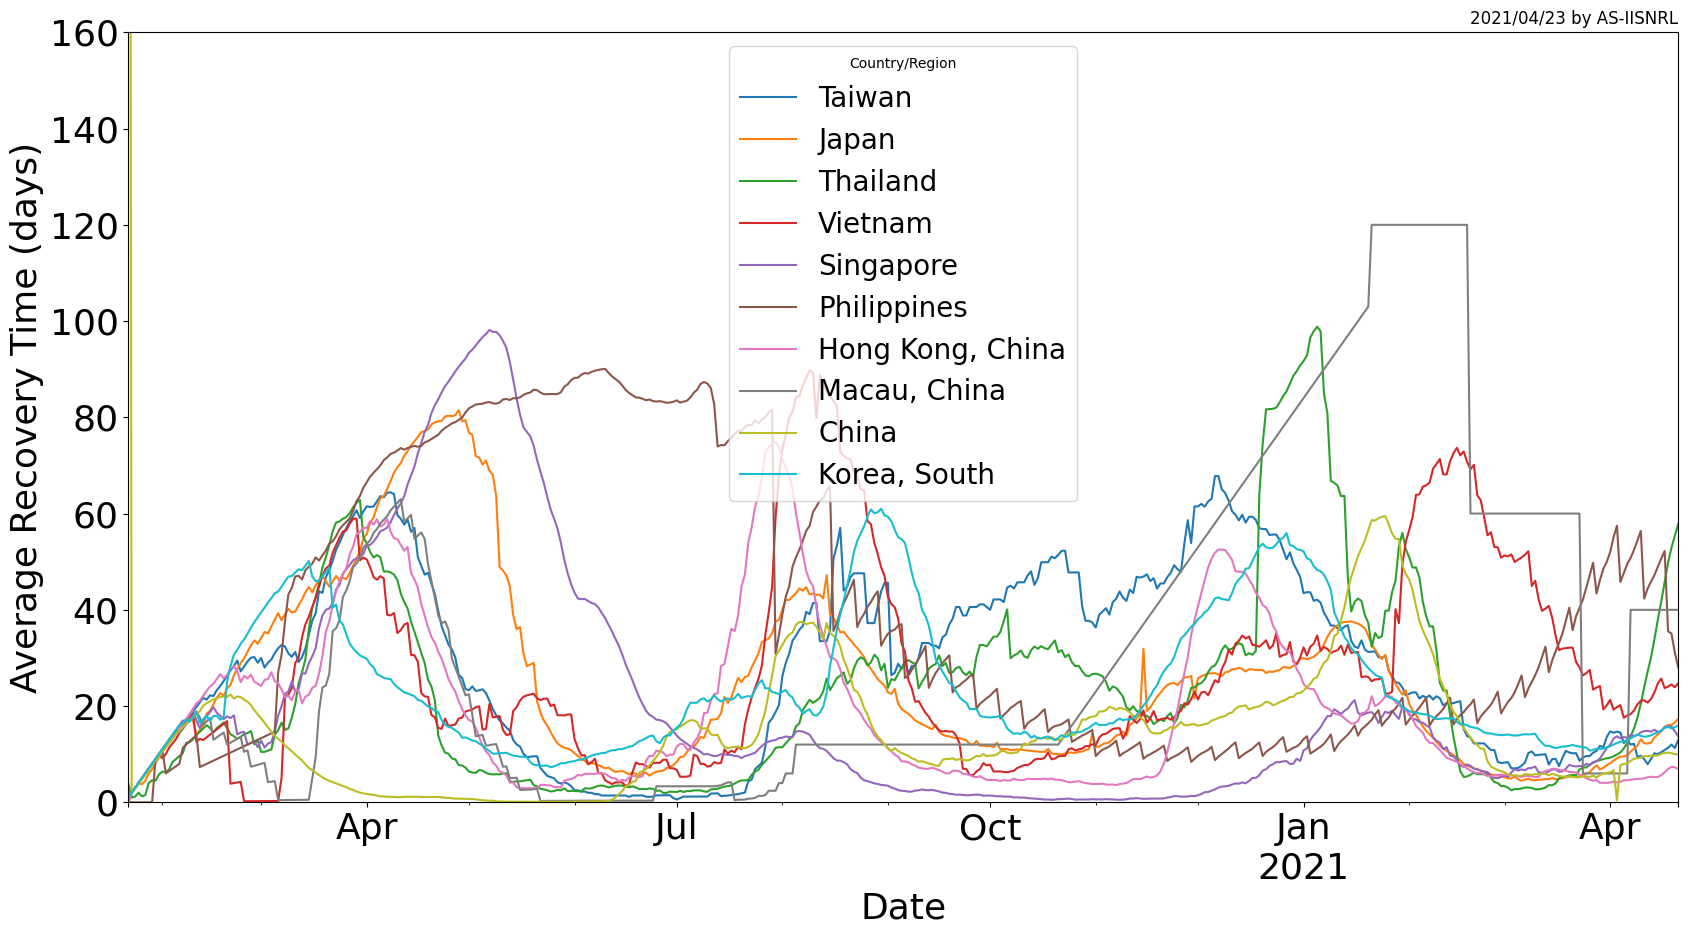 2021/04/23 by AS-IISNRL
160
140
120
100
80
60
40
20
0
Average Recovery Time (days)
Country/Region
Taiwan
Japan
Thailand
Vietnam
Singapore
Philippines
Hong Kong, China
Macau, China
China
Korea, South
Apr
Jul
Oct
Jan
2021
Apr
Date